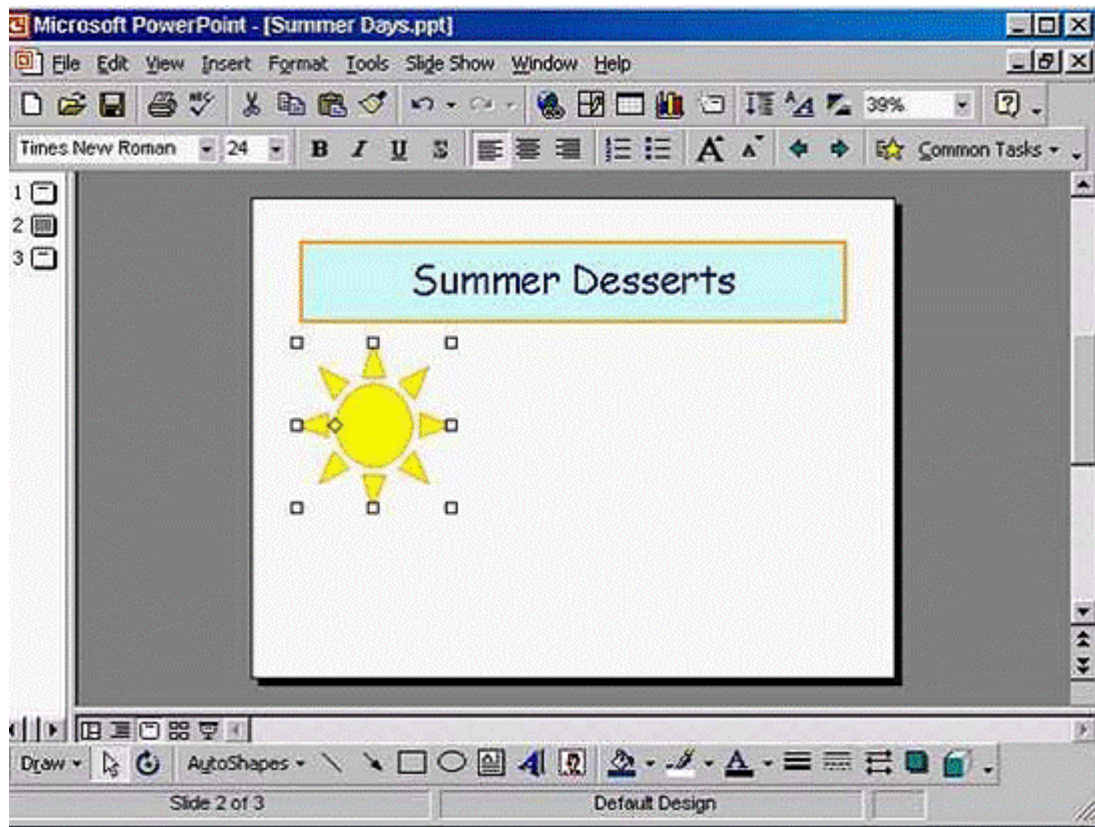 Microsoft PowerPoint - [Summer Days.ppt]
File Edit View Insert Format Tools Slide Show Window Help
ABC A A 39% ?
Times New Roman 24 B I U S A A Common Tasks
1
2
3
Summer Desserts
Draw AutoShapes A A
Slide 2 of 3 Default Design